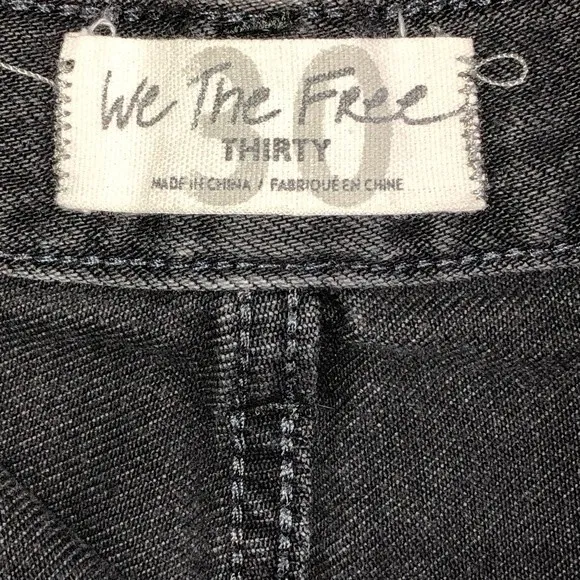 30
We The Free
THIRTY
MADE IN CHINA / FABRIQUÉ EN CHINE